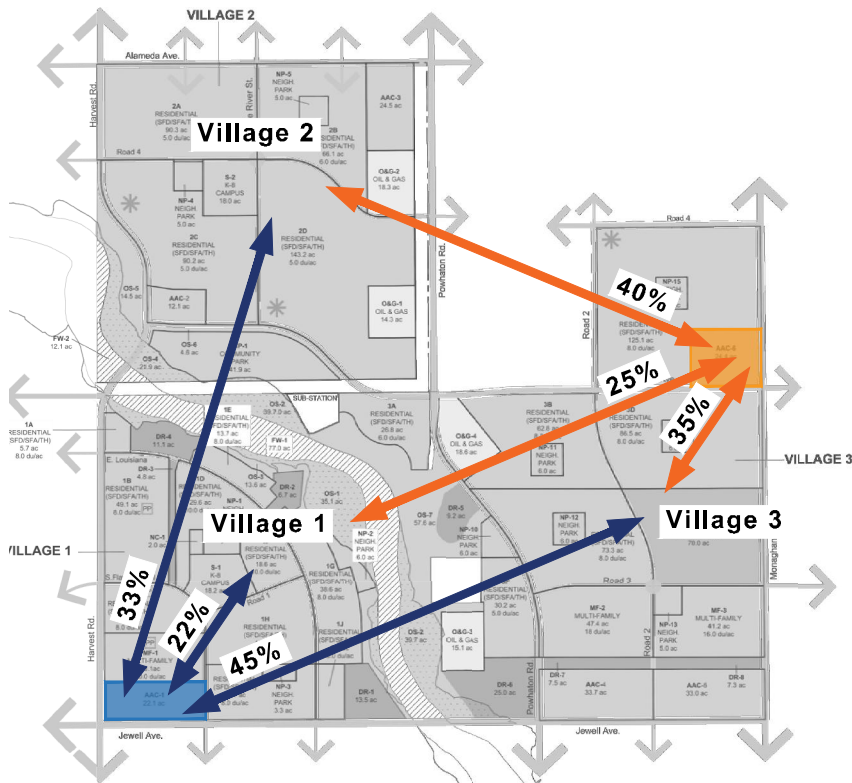 VILLAGE 2
Alameda Ave.
Harvest Rd.
River St.
2A
RESIDENTIAL
(SFD/SFA/TH)
90.3 ac
5.0 du/ac
NP-5
NEIGH.
PARK
5.0 ac
AAC-3
24.5 ac
Village 2
2B
RESIDENTIAL
(SFD/SFA/TH)
66.1 ac
6.0 du/ac
Road 4
S-2
K-8
CAMPUS
18.0 ac
O&G-2
OIL & GAS
18.3 ac
NP-4
NEIGH.
PARK
5.0 ac
2C
RESIDENTIAL
(SFD/SFA/TH)
90.2 ac
5.0 du/ac
2D
RESIDENTIAL
(SFD/SFA/TH)
143.2 ac
5.0 du/ac
Powhaton Rd.
Road 4
OS-5
14.5 ac
AAC-2
12.1 ac
O&G-1
OIL & GAS
14.3 ac
40%
NP-15
Road 2
RESIDENTIAL
(SFD/SFA/TH)
125.1 ac
6.0 du/ac
FW-2
12.1 ac
OS-4
OS-6
4.6 ac
COMMUNITY
PARK
41.9 ac
25%
35%
SUB-STATION
1A
RESIDENTIAL
(SFD/SFA/TH)
5.7 ac
8.0 du/ac
1E
RESIDENTIAL
(SFD/SFA/TH)
13.7 ac
8.0 du/ac
OS-2
FW-1
77.0 ac
3A
26.8 ac
6.0 du/ac
3B
RESIDENTIAL
(SFD/SFA/TH)
62.8
86.5 ac
8.0 du/ac
DR-4
11.1 ac
O&G-4
OIL & GAS
18.6 ac
NP-11
NEIGH.
PARK
6.0 ac
VILLAGE 3
E. Louisiana
DR-3
4.8 ac
1B
RESIDENTIAL
(SFD/SFA/TH)
49.1 ac
6.0 du/ac
PP
1D
RESIDENTIAL
(SFD/SFA/TH)
NP-1
OS-3
13.6 ac
DR-2
6.7 ac
OS-1
35.1 ac
DR-5
9.2 ac
OS-7
57.6 ac
Village 1
Village 3
NC-1
2.0 ac
NP-2
NEIGH.
PARK
6.0 ac
NP-10
NEIGH.
PARK
6.0 ac
NP-12
NEIGH.
PARK
RESIDENTIAL
(SFD/SFA/TH)
73.3 ac
8.0 du/ac
VILLAGE 1
S-1
K-8
CAMPUS
18.2 ac
RESIDENTIAL
(SFD/SFA/TH)
1G
RESIDENTIAL
(SFD/SFA/TH)
38.6 ac
8.0 du/ac
Road 1
Road 3
33%
22%
45%
30.2 ac
5.0 du/ac
MF-2
MULTI-FAMILY
47.4 ac
16 du/ac
Road 2
NP-13
NEIGH.
PARK
5.0 ac
MF-3
MULTI-FAMILY
41.2 ac
16.0 du/ac
Monaghan
Harvest Rd.
PP
MF-1
1H
RESIDENTIAL
(SFD/SFA/TH)
1J
O&G-3
OIL & GAS
15.1 ac
NP-3
NEIGH.
PARK
3.3 ac
DR-1
13.5 ac
DR-6
25.0 ac
Powhaton Rd.
DR-7
7.5 ac
AAC-4
33.7 ac
AAC-5
33.0 ac
DR-8
7.3 ac
Jewell Ave.
Jewell Ave.